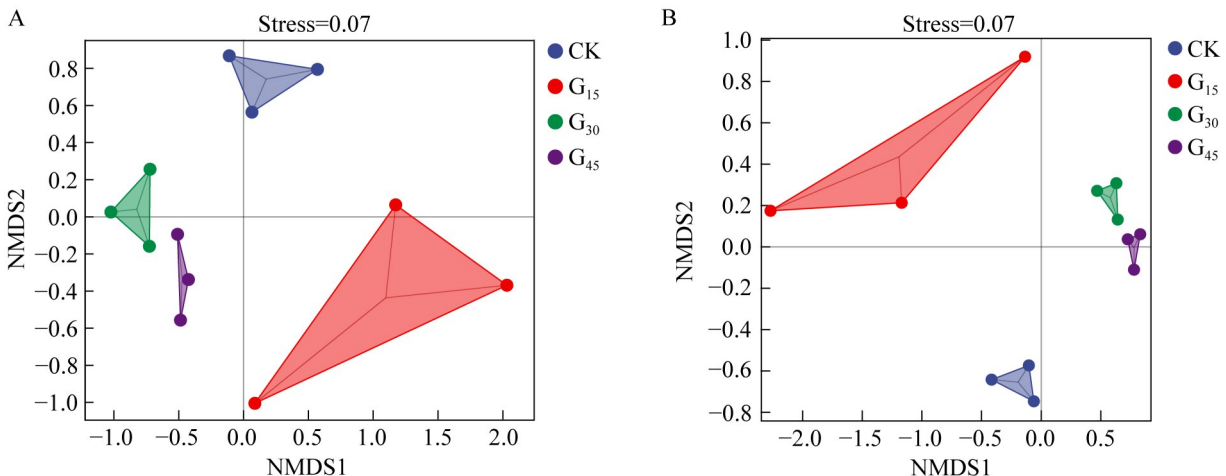 A
Stress=0.07
0.8
0.6
0.4
0.2
0.0
−0.2
−0.4
−0.6
−0.8
−1.0
NMDS2
−1.0 −0.5 0.0 0.5 1.0 1.5 2.0
NMDS1
CK
G₁₅
G₃₀
G₄₅
B
Stress=0.07
1.0
0.8
0.6
0.4
0.2
0.0
−0.2
−0.4
−0.6
−0.8
NMDS2
−2.0 −1.5 −1.0 −0.5 0.0 0.5
NMDS1
CK
G₁₅
G₃₀
G₄₅